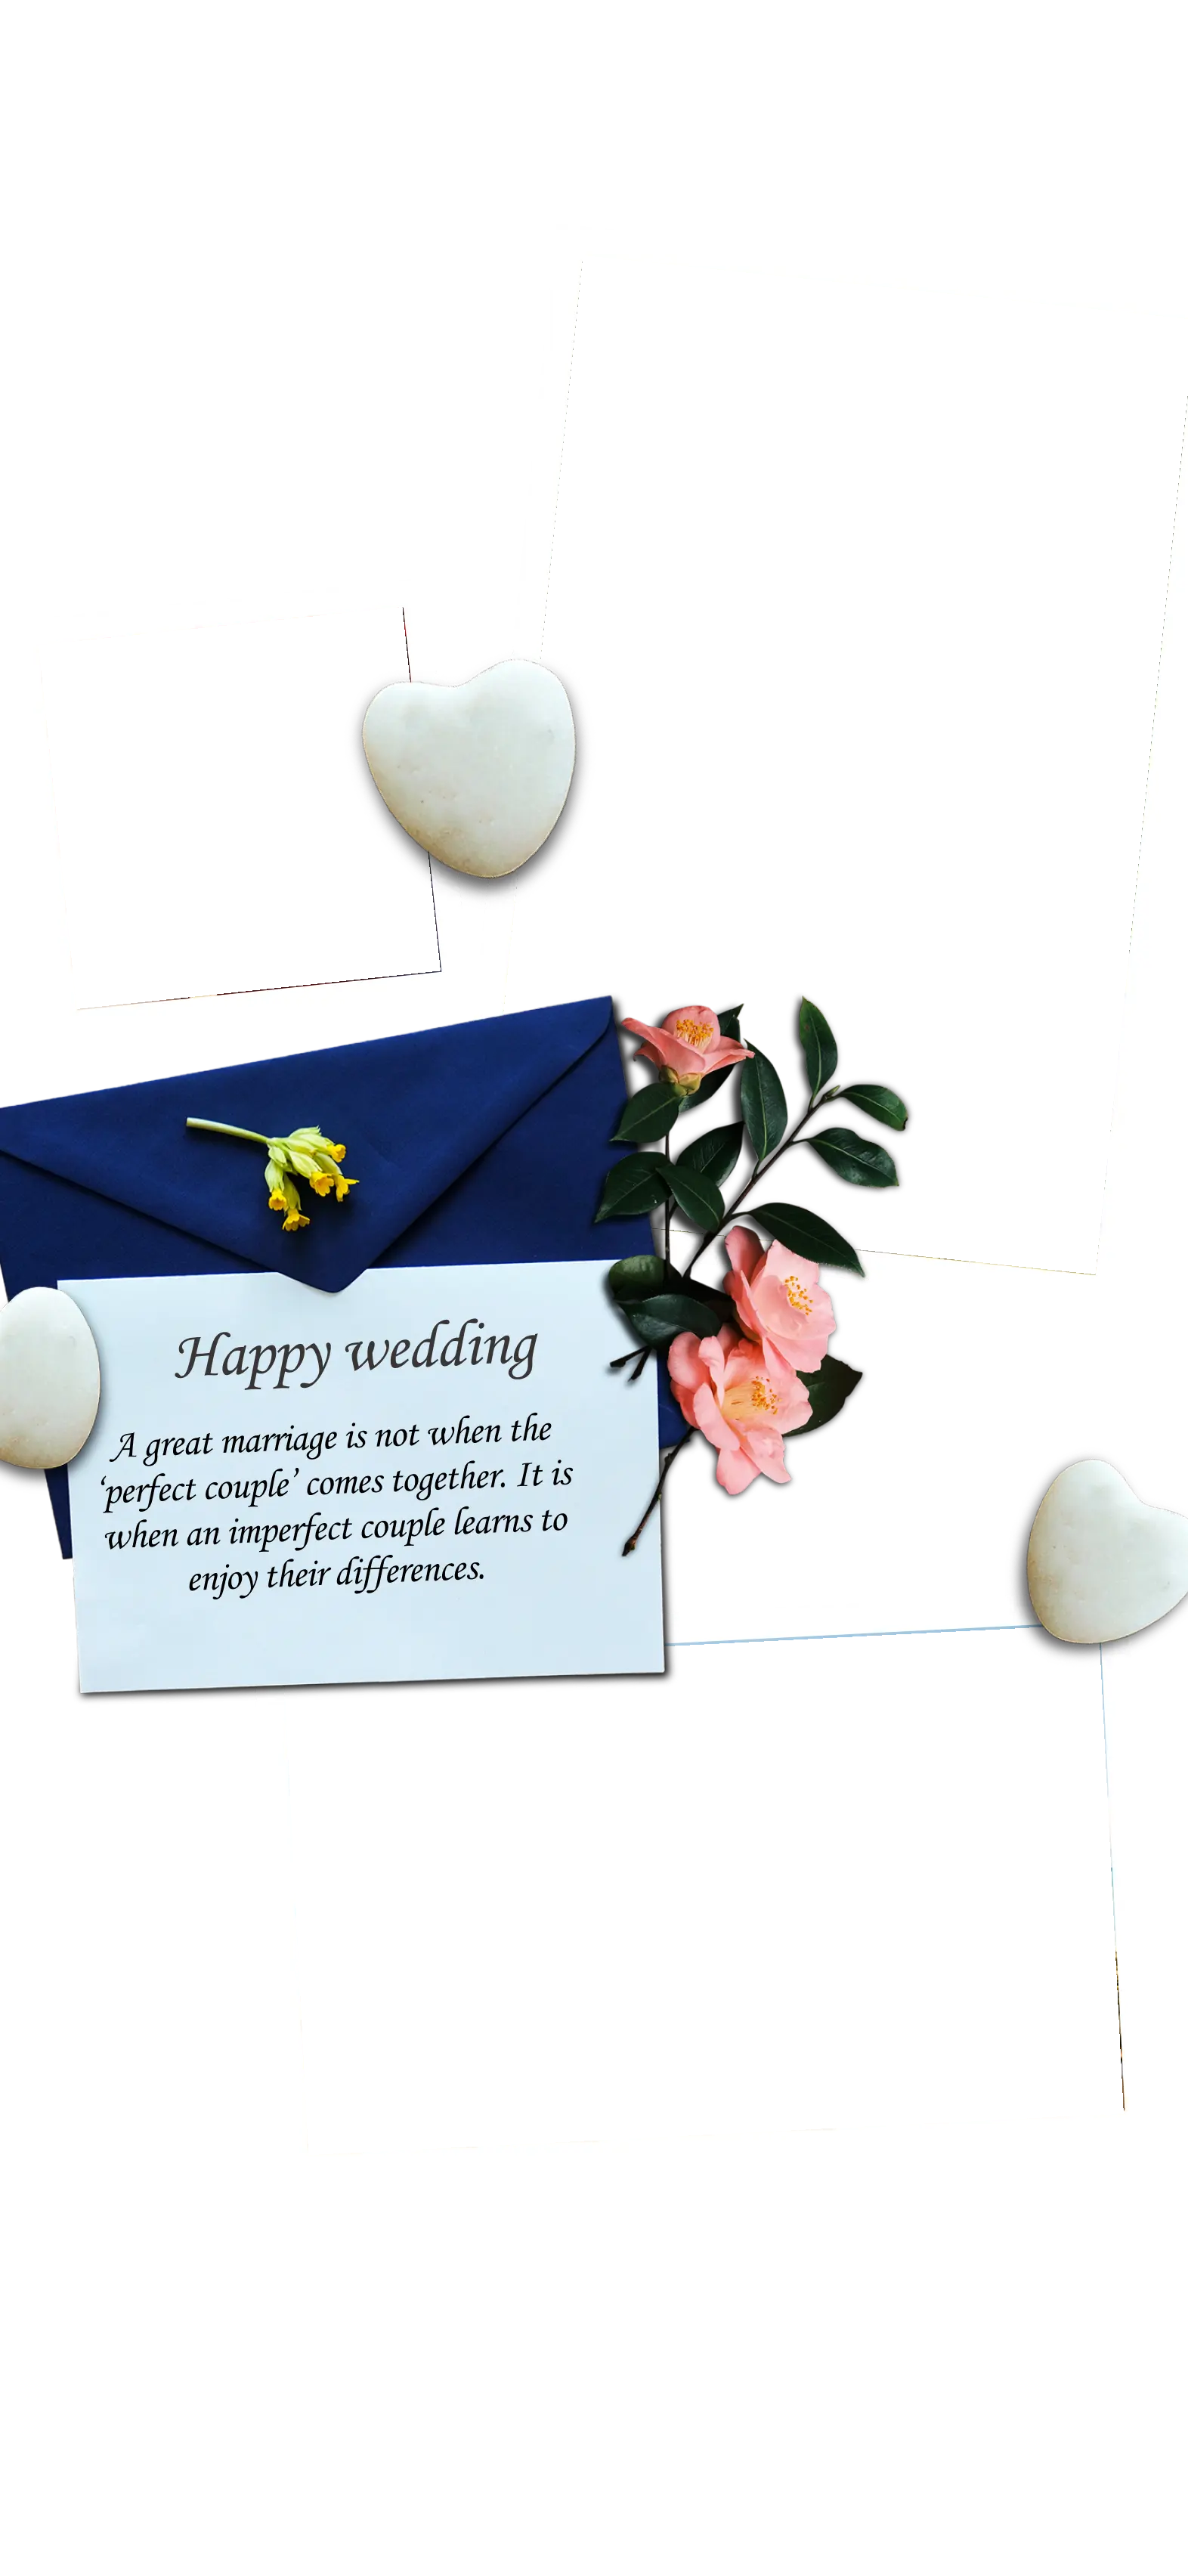 Happy wedding
A great marriage is not when the
‘perfect couple’ comes together. It is
when an imperfect couple learns to
enjoy their differences.